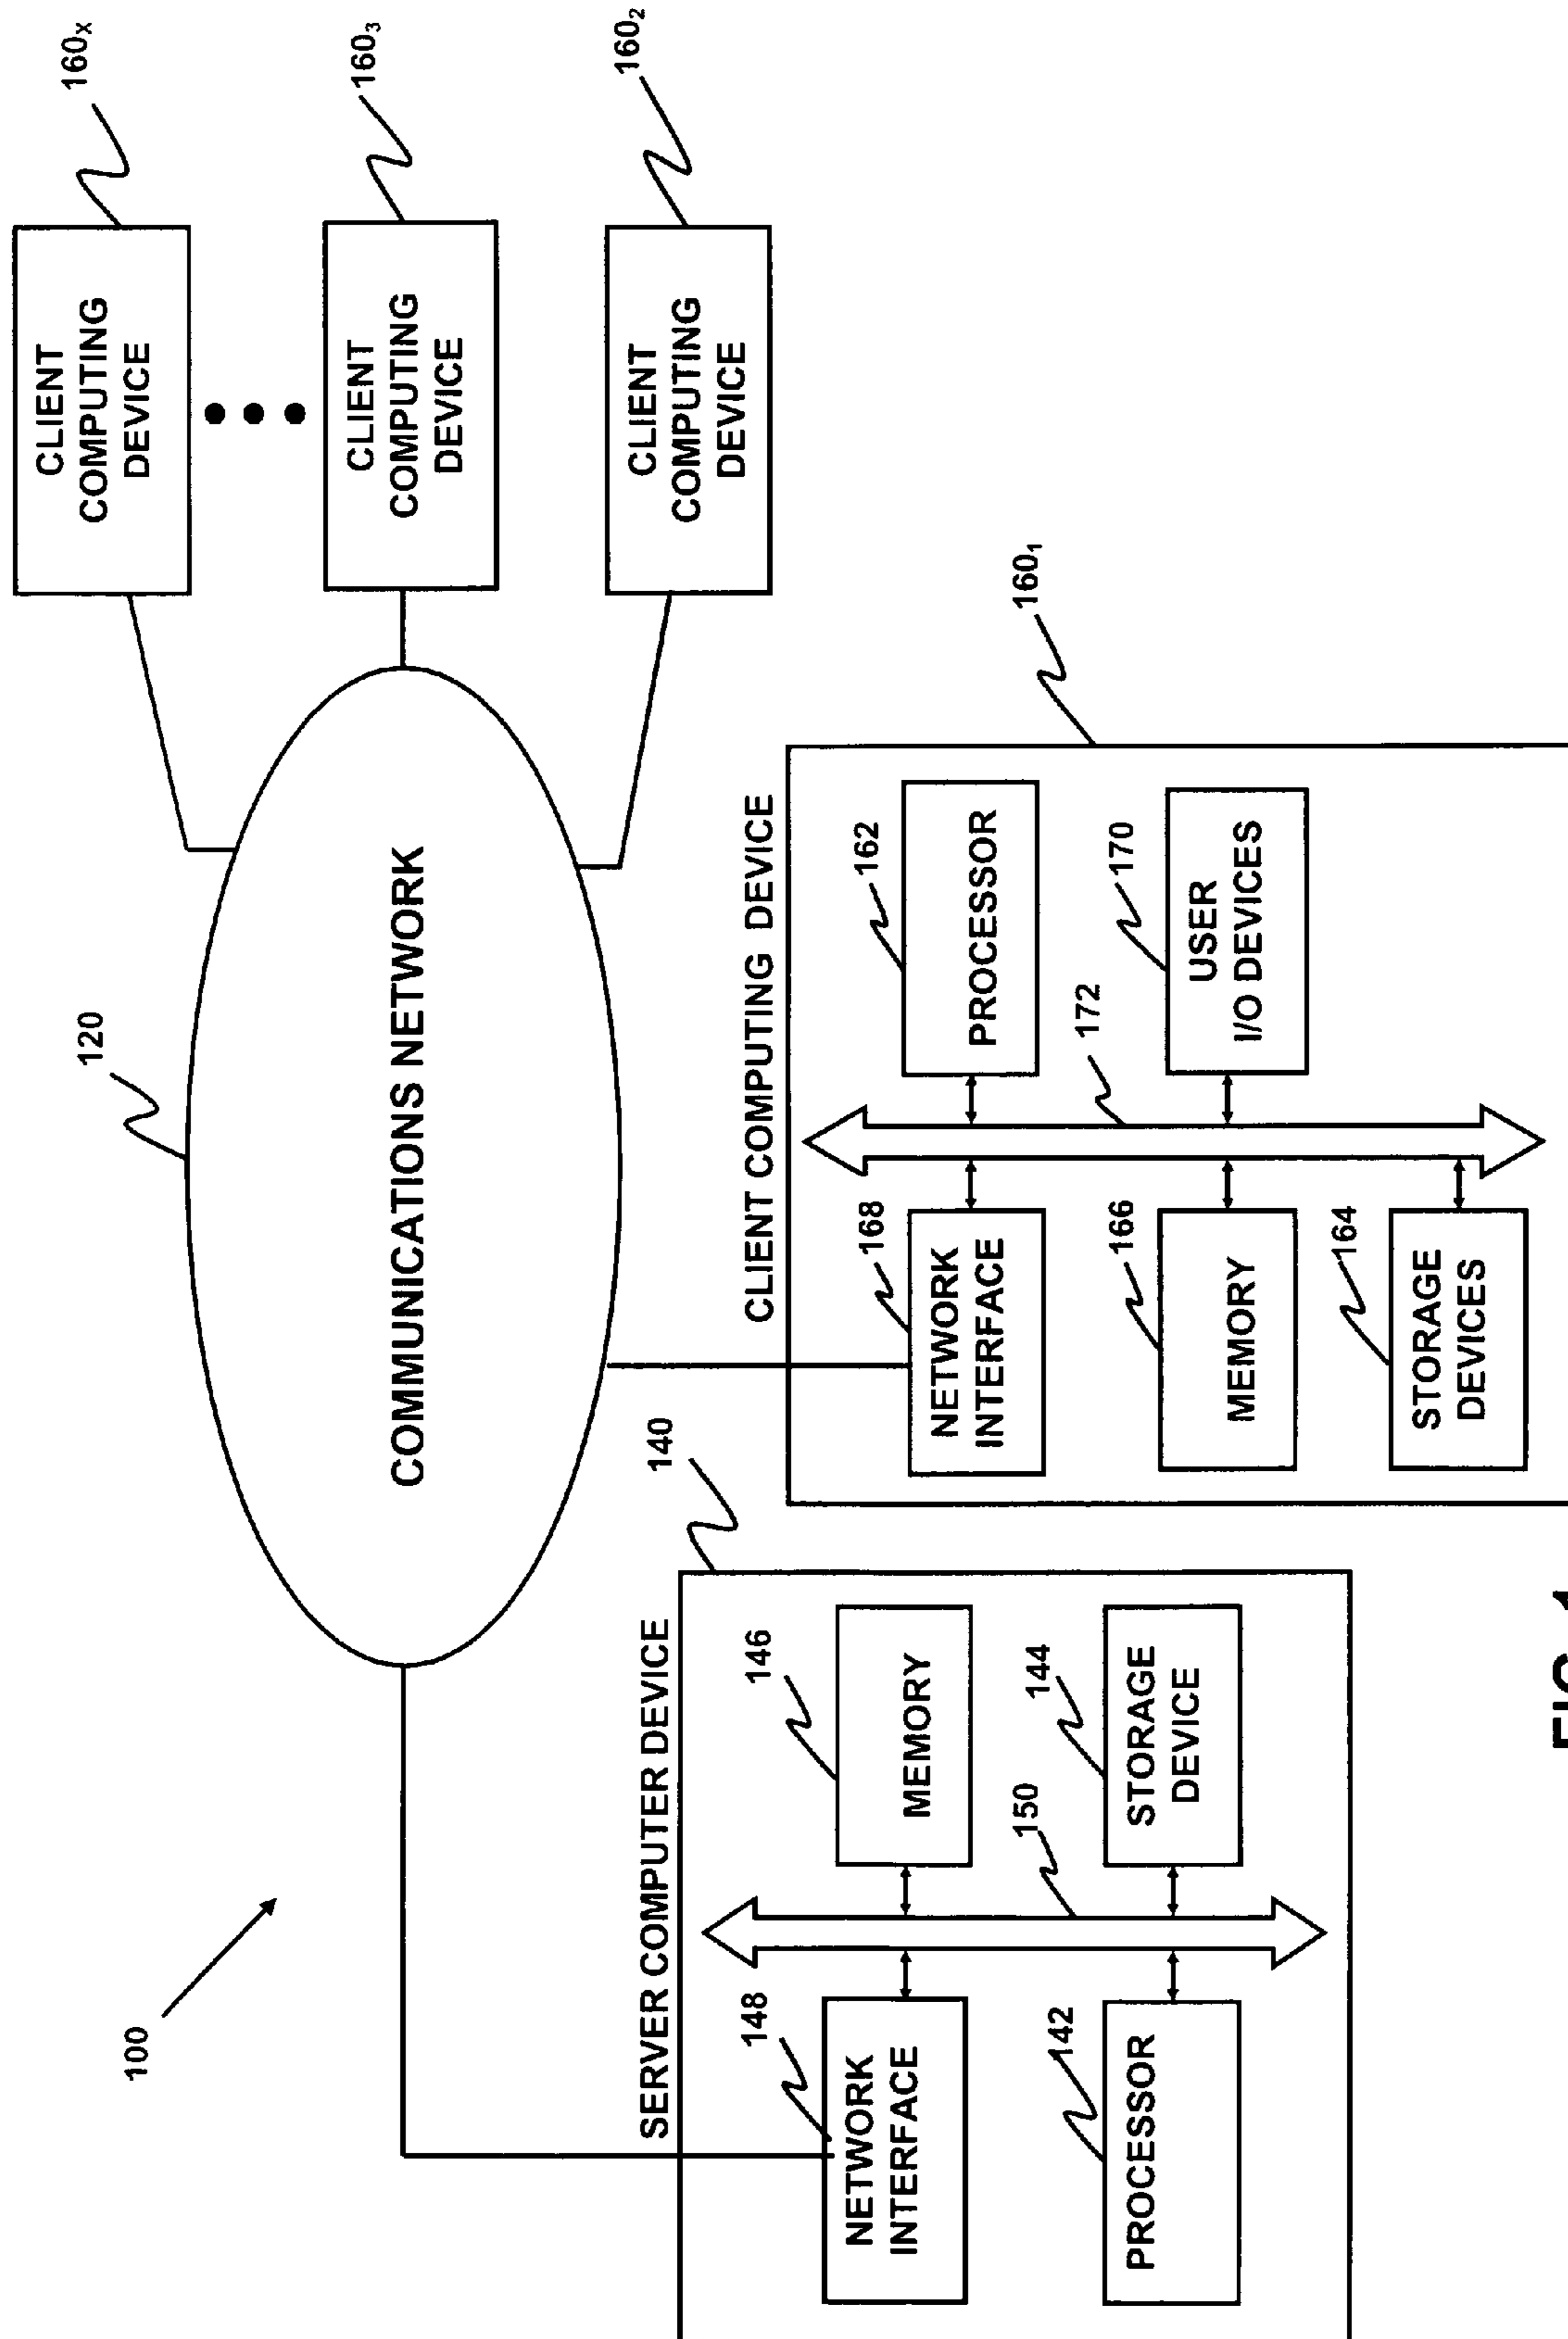 100
120
COMMUNICATIONS NETWORK
CLIENT
COMPUTING
DEVICE
160X
CLIENT
COMPUTING
DEVICE
1603
CLIENT
COMPUTING
DEVICE
1602
SERVER COMPUTER DEVICE
140
148
NETWORK
INTERFACE
146
MEMORY
150
142
PROCESSOR
144
STORAGE
DEVICE
CLIENT COMPUTING DEVICE
1601
168
NETWORK
INTERFACE
162
PROCESSOR
166
MEMORY
172
170
USER
I/O DEVICES
164
STORAGE
DEVICES
FIG. 1